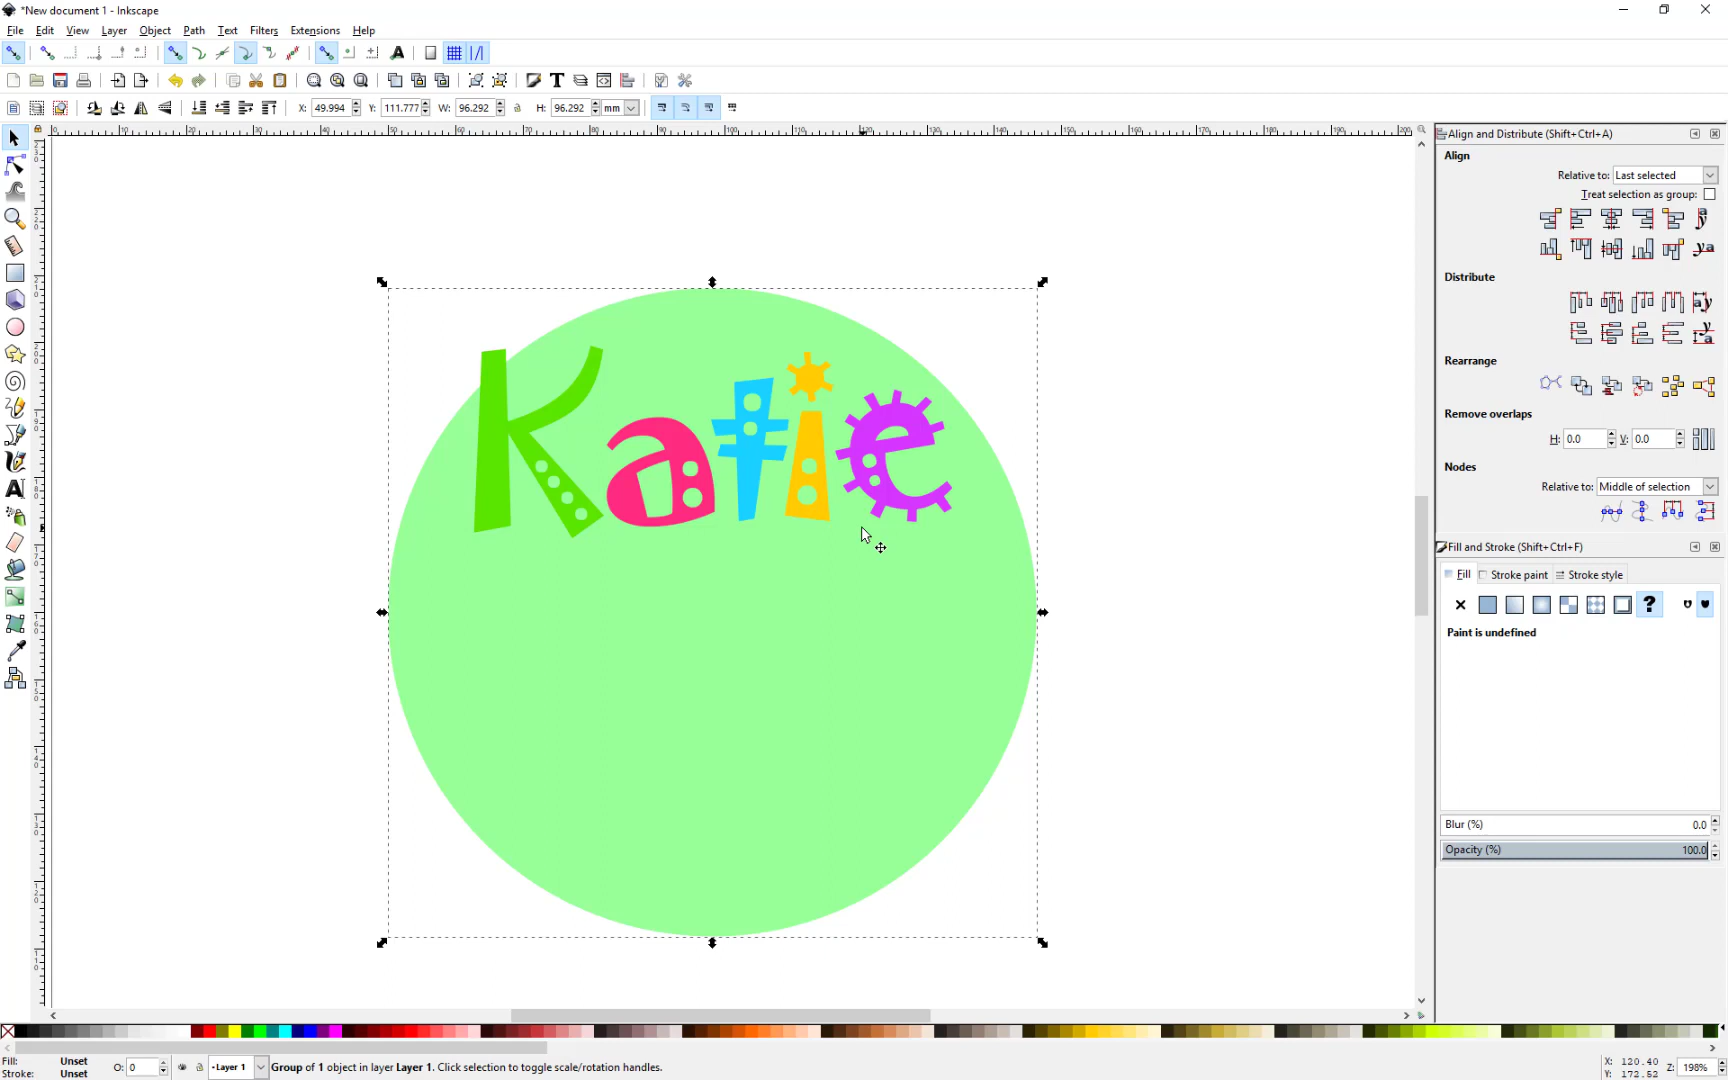 *New document 1 - Inkscape
File Edit View Layer Object Path Text Filters Extensions Help
X: 49.994 Y: 111.777 W: 96.292 H: 96.292 mm
Align and Distribute (Shift+Ctrl+A)
Align
Relative to: Last selected
Treat selection as group:
Distribute
Rearrange
Remove overlaps
H: 0.0 V: 0.0
Nodes
Relative to: Middle of selection
Katie
Fill and Stroke (Shift+Ctrl+F)
Fill Stroke paint Stroke style
?
Paint is undefined
Blur (%) 0.0
Opacity (%) 100.0
Fill: Unset
Stroke: Unset
O: 0
•Layer 1
Group of 1 object in layer Layer 1. Click selection to toggle scale/rotation handles.
X: 120.40
Y: 172.52
Z: 198%